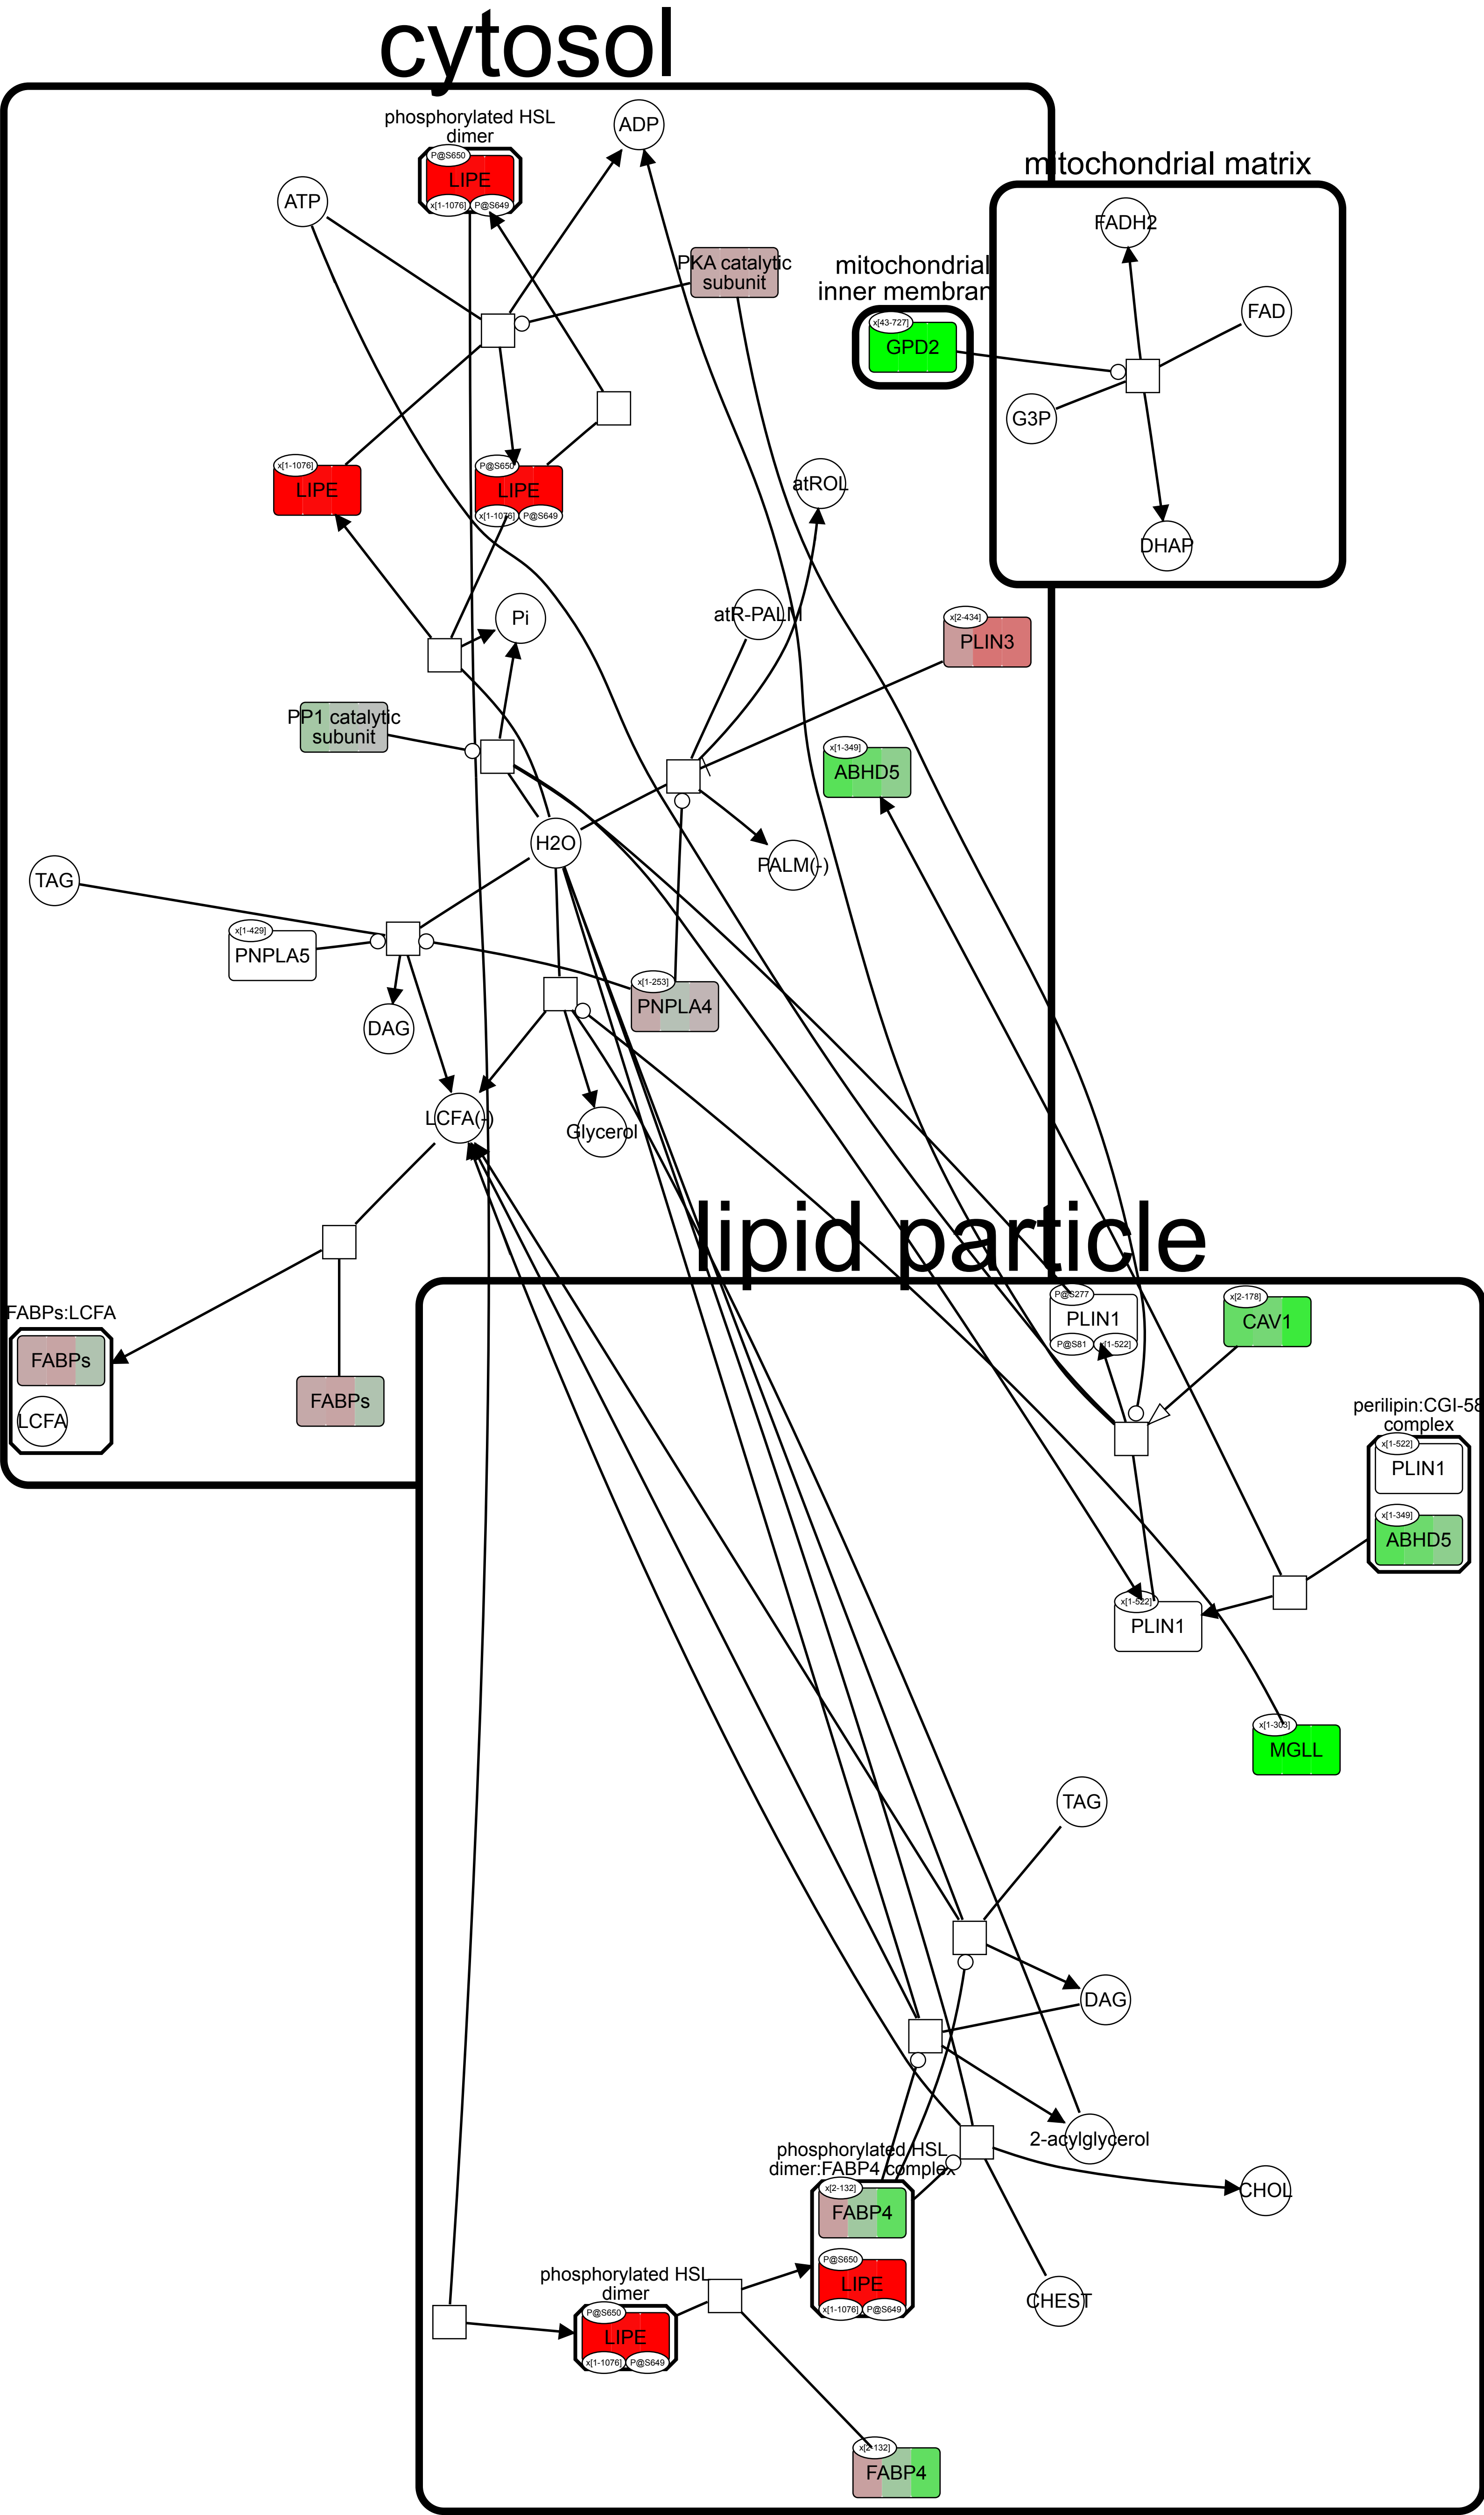 cytosol
phosphorylated HSL
dimer
ADP
P@S650
LIPE
x[1-1076]
P@S649
ATP
mitochondrial matrix
FADH2
PKA catalytic
subunit
mitochondrial
inner membran
x[43-727]
GPD2
FAD
G3P
x[1-1076]
LIPE
P@S650
LIPE
x[1-1076]
P@S649
atROL
DHAP
Pi
atR-PALM
x[2-434]
PLIN3
PP1 catalytic
subunit
x[1-349]
ABHD5
H2O
PALM(-)
TAG
x[1-429]
PNPLA5
x[1-253]
PNPLA4
DAG
LCFA(-)
Glycerol
lipid particle
FABPs:LCFA
FABPs
LCFA
FABPs
P@S277
PLIN1
P@S81
x[1-522]
x[2-178]
CAV1
perilipin:CGI-58
complex
x[1-522]
PLIN1
x[1-349]
ABHD5
x[1-522]
PLIN1
x[1-303]
MGLL
TAG
DAG
2-acylglycerol
phosphorylated HSL
dimer:FABP4 complex
x[2-132]
FABP4
P@S650
LIPE
x[1-1076]
P@S649
CHOL
CHEST
phosphorylated HSL
dimer
P@S650
LIPE
x[1-1076]
P@S649
x[2-132]
FABP4